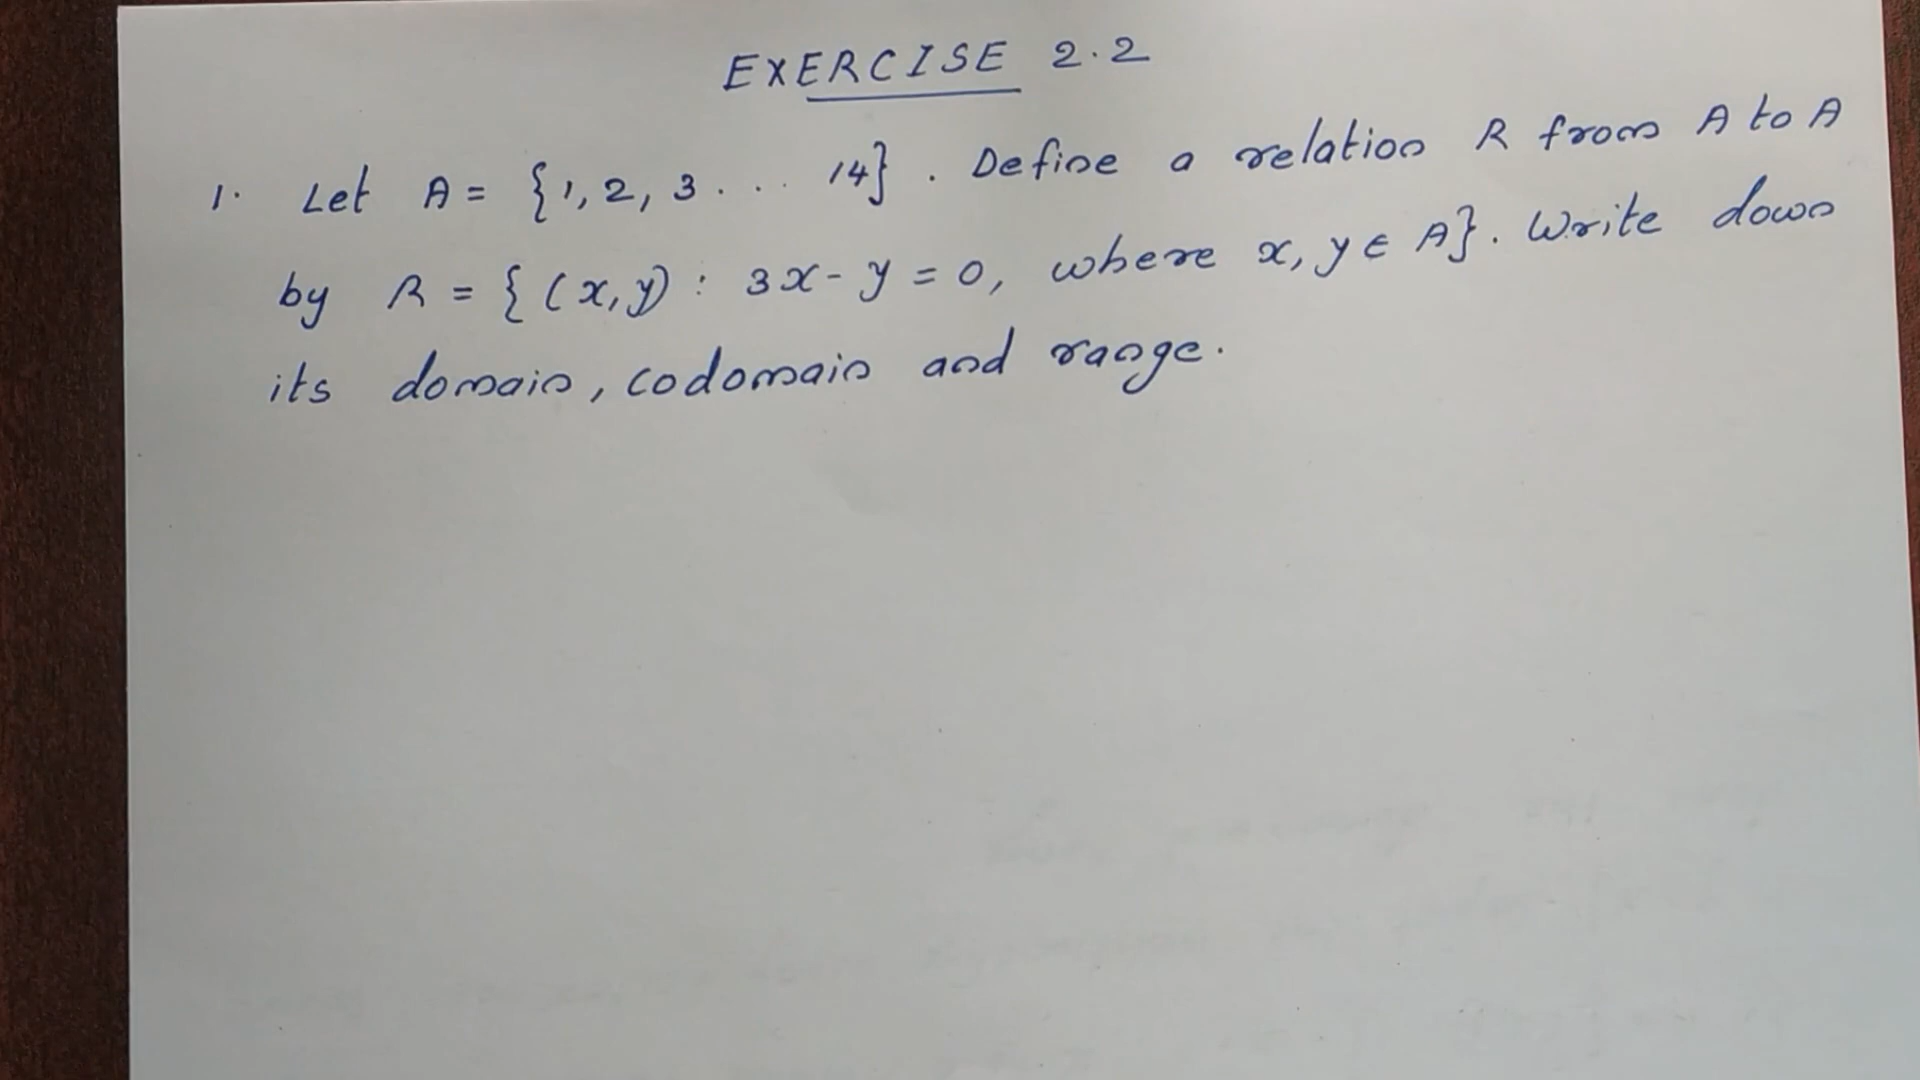 EXERCISE 2.2
1. Let A = {1, 2, 3 . . . 14} . Define a relation R from A to A
by R = { (x, y) : 3x - y = 0, where x, y ∈ A}. Write down
its domain, codomain and range.